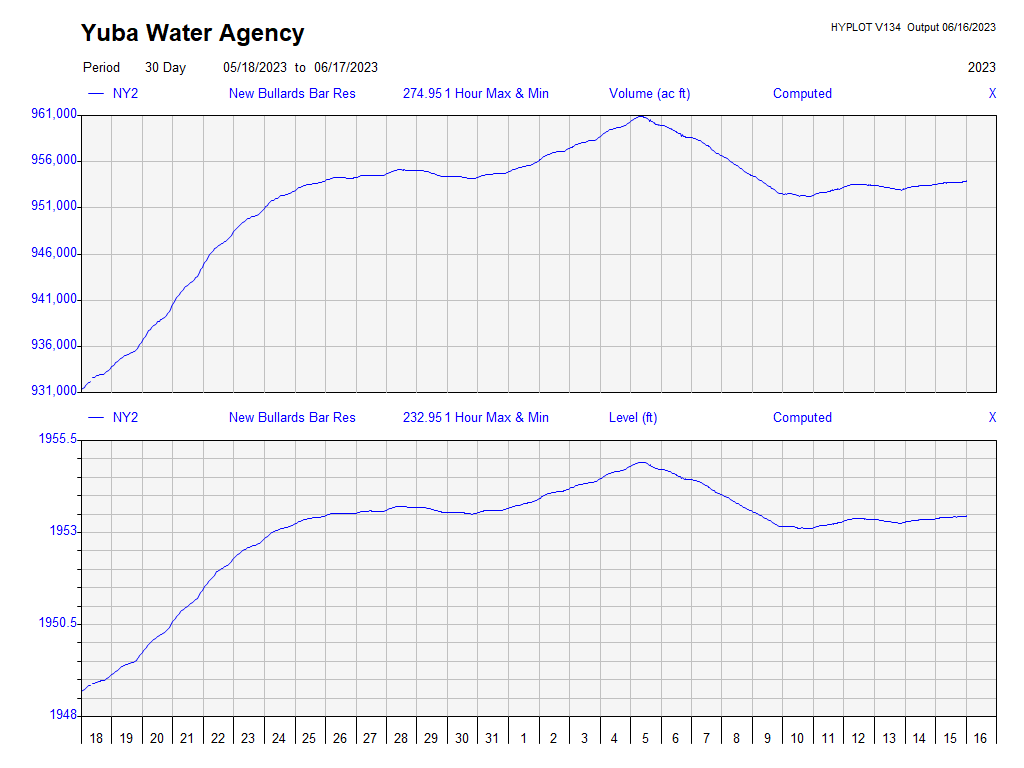 Yuba Water Agency
HYPLOT V134 Output 06/16/2023
Period 30 Day 05/18/2023 to 06/17/2023 2023
NY2 New Bullards Bar Res 274.95 1 Hour Max & Min Volume (ac ft) Computed X
961,000
956,000
951,000
946,000
941,000
936,000
931,000
NY2 New Bullards Bar Res 232.95 1 Hour Max & Min Level (ft) Computed X
1955.5
1953
1950.5
1948
18 19 20 21 22 23 24 25 26 27 28 29 30 31 1 2 3 4 5 6 7 8 9 10 11 12 13 14 15 16